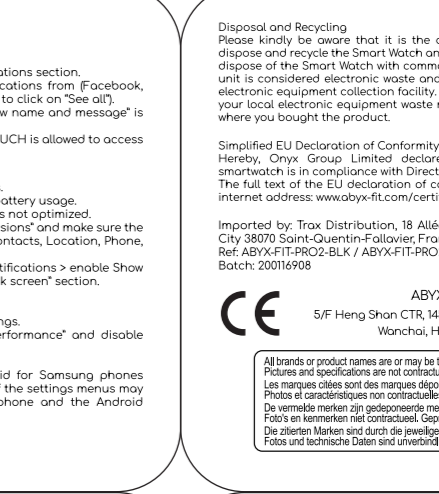 ations section.
cations from (Facebook,
to click on "See all").
w name and message" is
UCH is allowed to access
s.
attery usage.
s not optimized.
sions" and make sure the
ontacts, Location, Phone,
tifications > enable Show
k screen" section.
ngs.
erformance" and disable
id for Samsung phones
f the settings menus may
phone and the Android
Disposal and Recycling
Please kindly be aware that it is the
dispose and recycle the Smart Watch an
dispose of the Smart Watch with comm
unit is considered electronic waste and
electronic equipment collection facility.
your local electronic equipment waste
where you bought the product.
Simplified EU Declaration of Conformity
Hereby, Onyx Group Limited declare
smartwatch is in compliance with Direct
The full text of the EU declaration of co
internet address: www.abyx-fit.com/certi
Imported by: Trax Distribution, 18 Allé
City 38070 Saint-Quentin-Fallavier, Fra
Ref: ABYX-FIT-PRO2-BLK / ABYX-FIT-PRO
Batch: 200116908
CE
ABYX
5/F Heng Shan CTR, 14
Wanchai, H
All brands or product names are or may be t
Pictures and specifications are not contractu
Les marques citées sont des marques dépo
Photos et caractéristiques non contractuelles
De vermelde merken zijn gedeponeerde me
Foto's en kenmerken niet contractueel. Gep
Die zitierten Marken sind durch die jeweilige
Fotos und technische Daten sind unverbindl